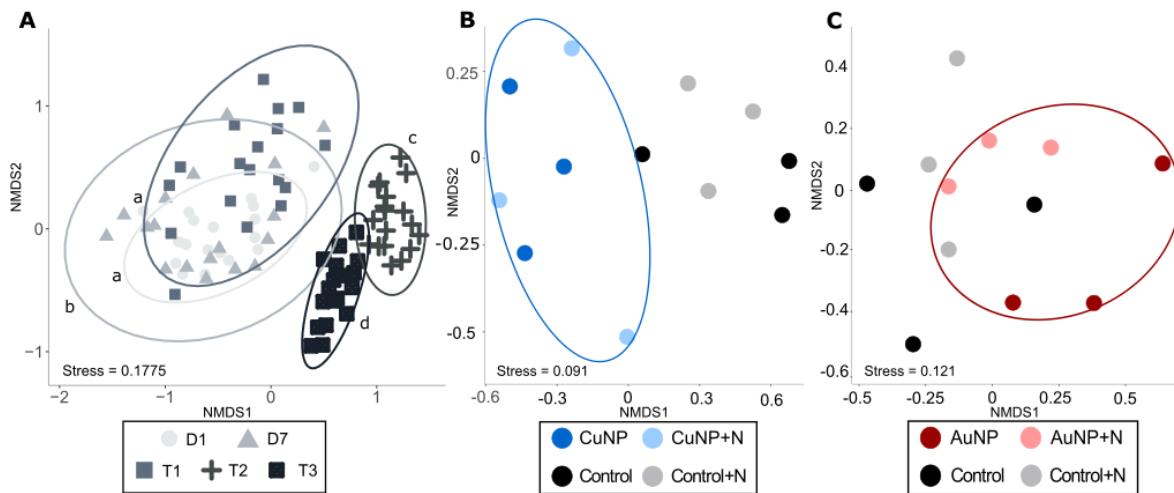 A
NMDS2
1
0
−1
a
a
b
c
d
Stress = 0.1775
−2
−1
0
1
NMDS1
D1
D7
T1
T2
T3
B
NMDS2
0.25
0
-0.25
-0.5
Stress = 0.091
-0.6
-0.3
0
0.3
0.6
NMDS1
CuNP
CuNP+N
Control
Control+N
C
NMDS2
0.4
0.2
0
-0.2
-0.4
-0.6
Stress = 0.121
-0.5
-0.25
0
0.25
0.5
NMDS1
AuNP
AuNP+N
Control
Control+N